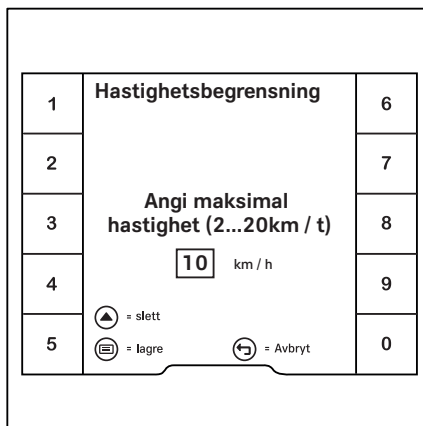 Hastighetsbegrensning
1
2
3
4
5
6
7
8
9
0
Angi maksimal
hastighet (2...20km / t)
10 km / h
= slett
= lagre
= Avbryt